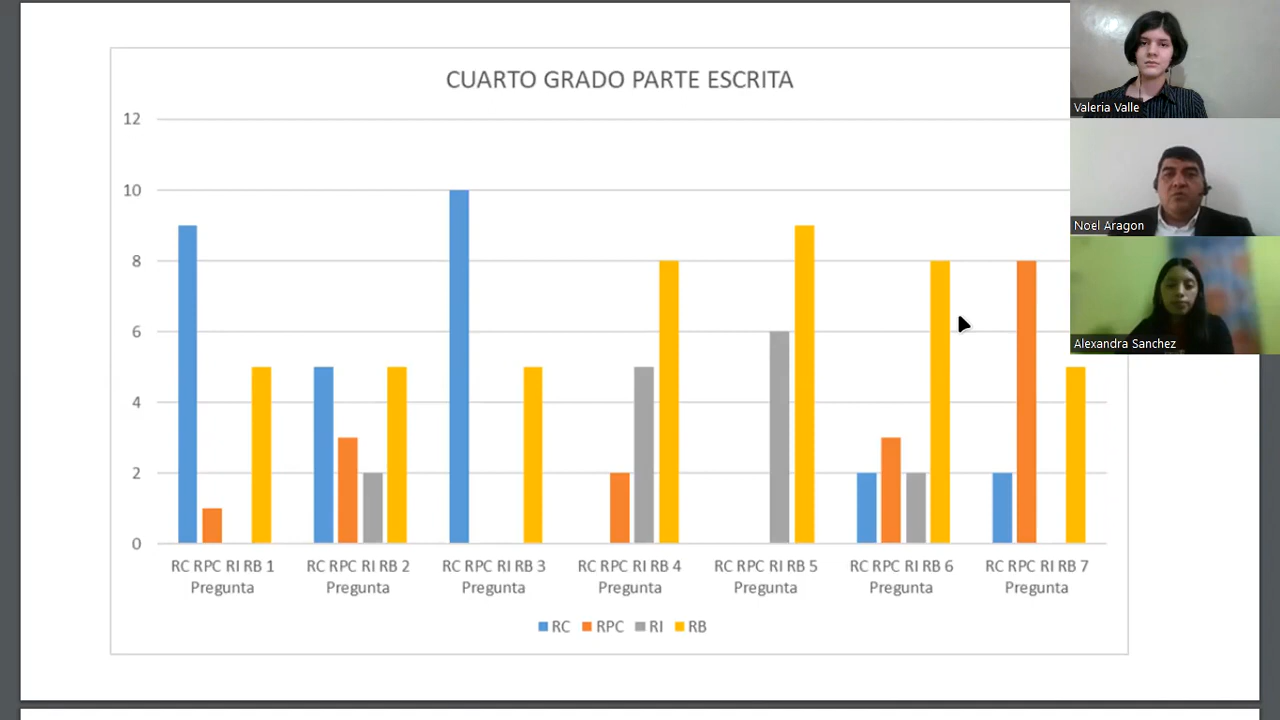 CUARTO GRADO PARTE ESCRITA
12
10
8
6
4
2
0
RC RPC RI RB 1 RC RPC RI RB 2 RC RPC RI RB 3 RC RPC RI RB 4 RC RPC RI RB 5 RC RPC RI RB 6 RC RPC RI RB 7
Pregunta Pregunta Pregunta Pregunta Pregunta Pregunta Pregunta
RC RPC RI RB
Valeria Valle
Noel Aragon
Alexandra Sanchez